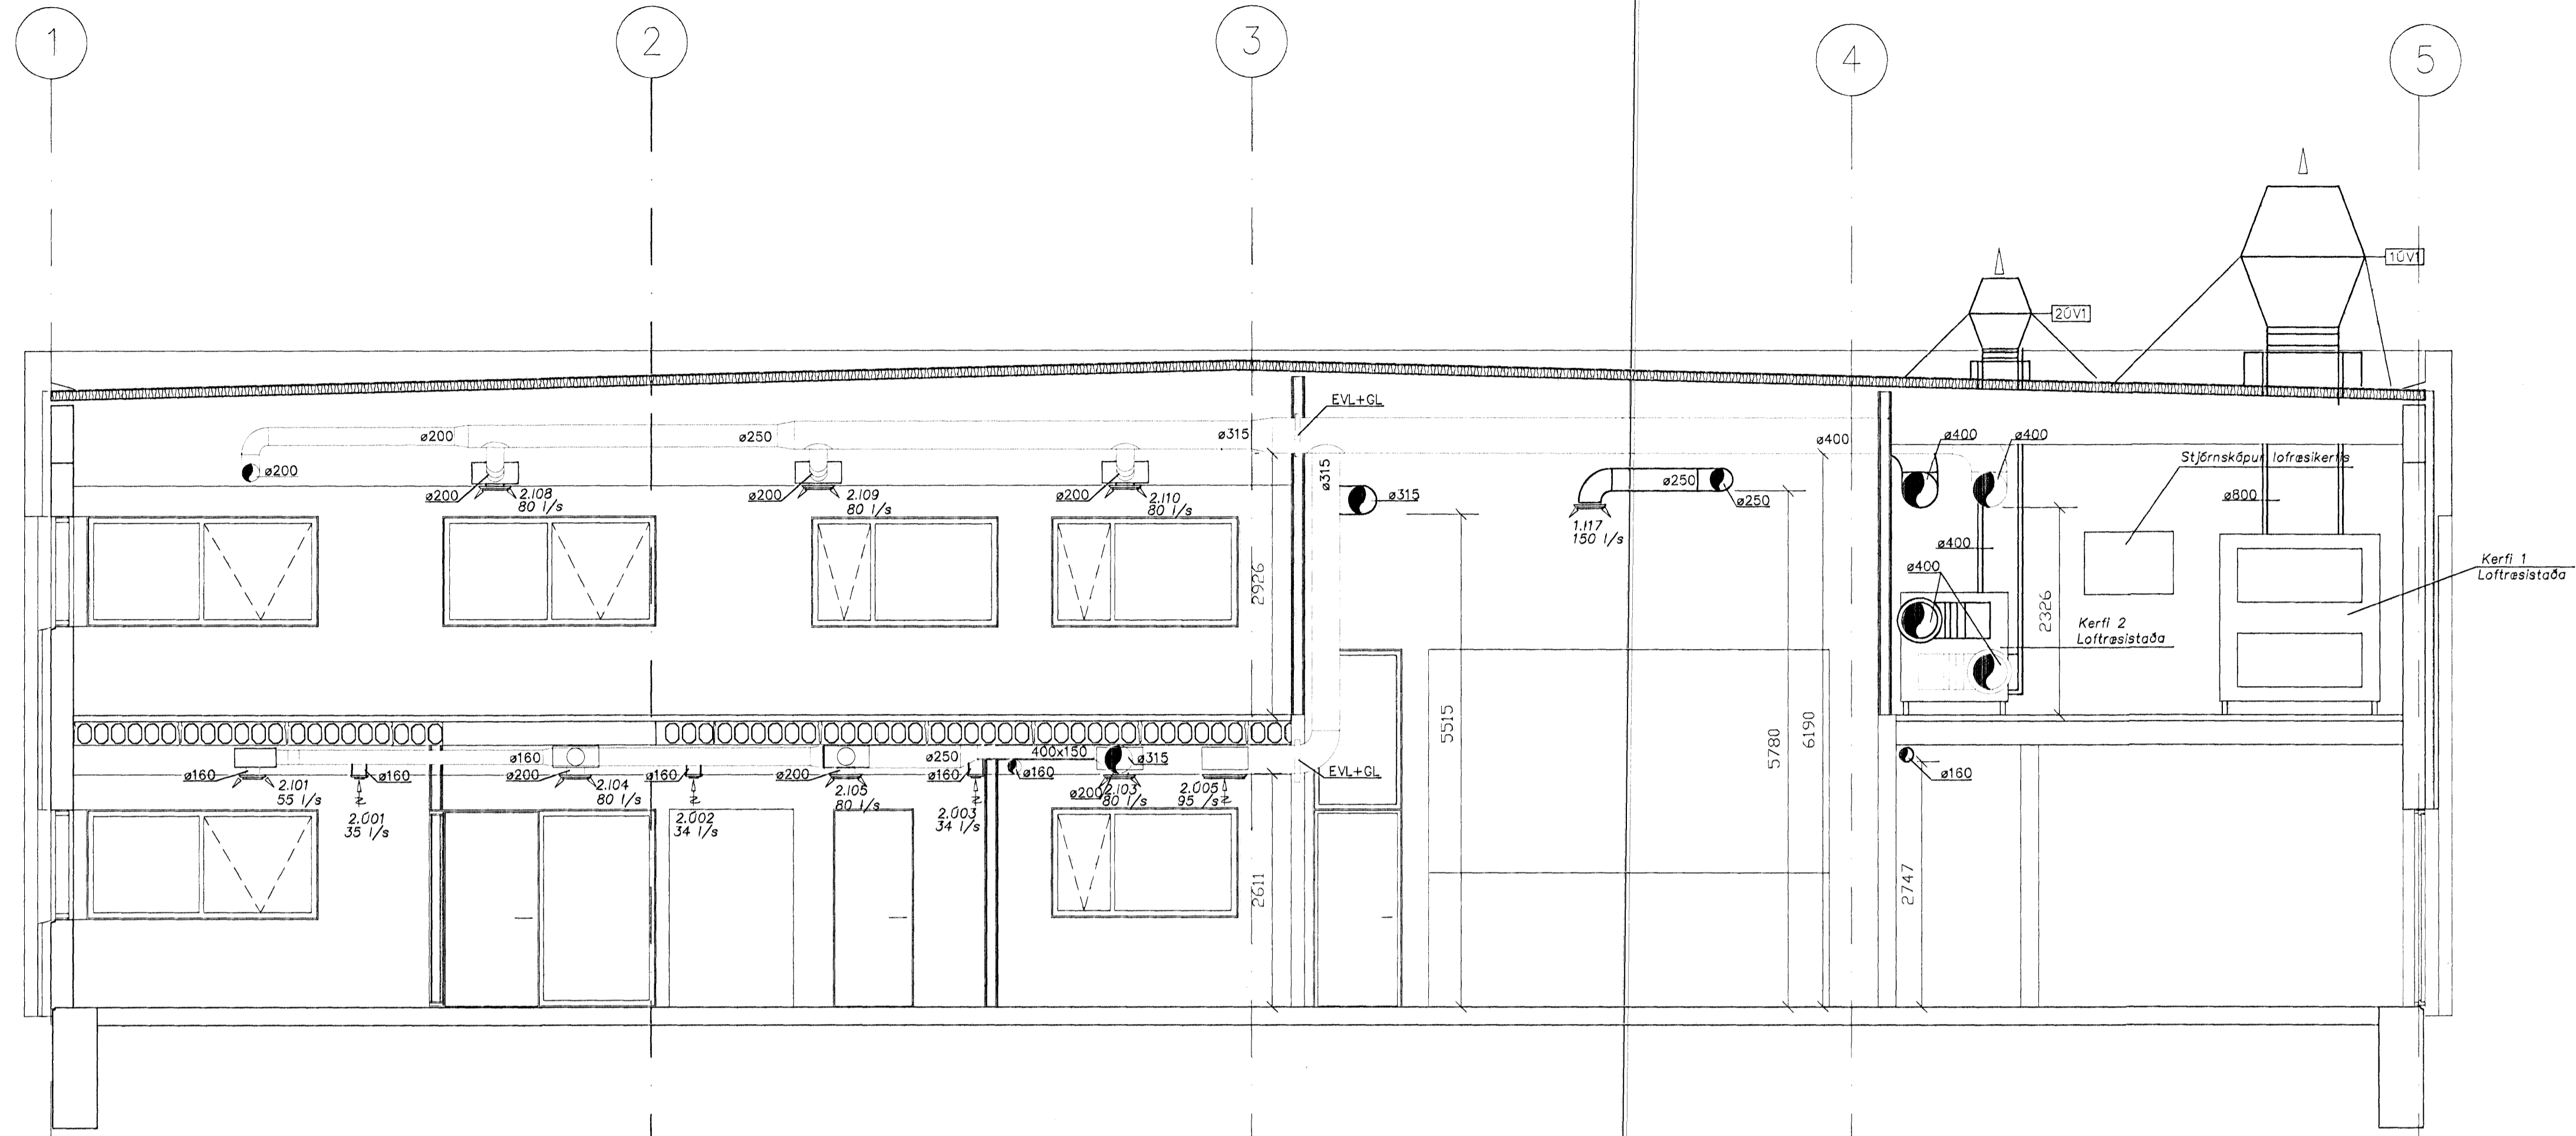 1
2
3
4
5
1ÚV1
2ÚV1
EVL+GL
ø200
ø250
ø315
ø400
ø400
ø400
ø200
ø200
2.108
80 l/s
ø200
2.109
80 l/s
ø200
2.110
80 l/s
ø315
ø315
ø250
ø250
1.117
150 l/s
Stjórnskápur lofræsikerfis
ø800
ø400
ø400
Kerfi 1
Loftræsistaða
Kerfi 2
Loftræsistaða
2926
2326
5515
5780
6190
ø160
2.101
55 l/s
ø160
2.001
35 l/s
ø160
ø200
2.104
80 l/s
ø160
2.002
34 l/s
ø200
2.105
80 l/s
ø250
ø160
2.003
34 l/s
400x150
ø160
ø315
ø200
2.103
80 l/s
2.005
95 l/s
EVL+GL
ø160
2611
2747